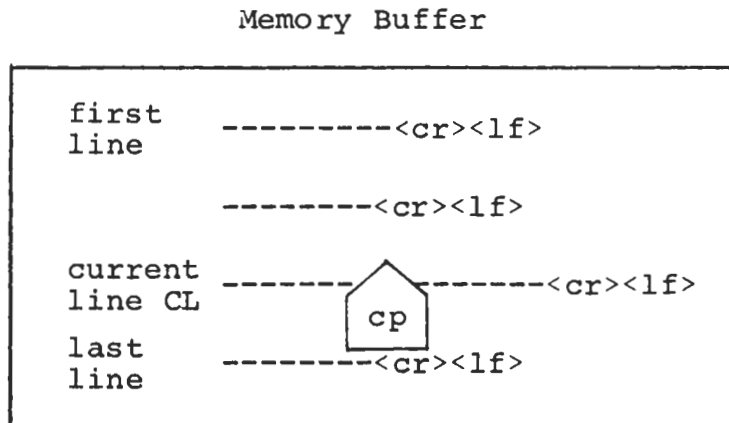 Memory Buffer
first
line ---------<cr><lf>
--------<cr><lf>
current
line CL ------- -------<cr><lf>
cp
last
line --------<cr><lf>